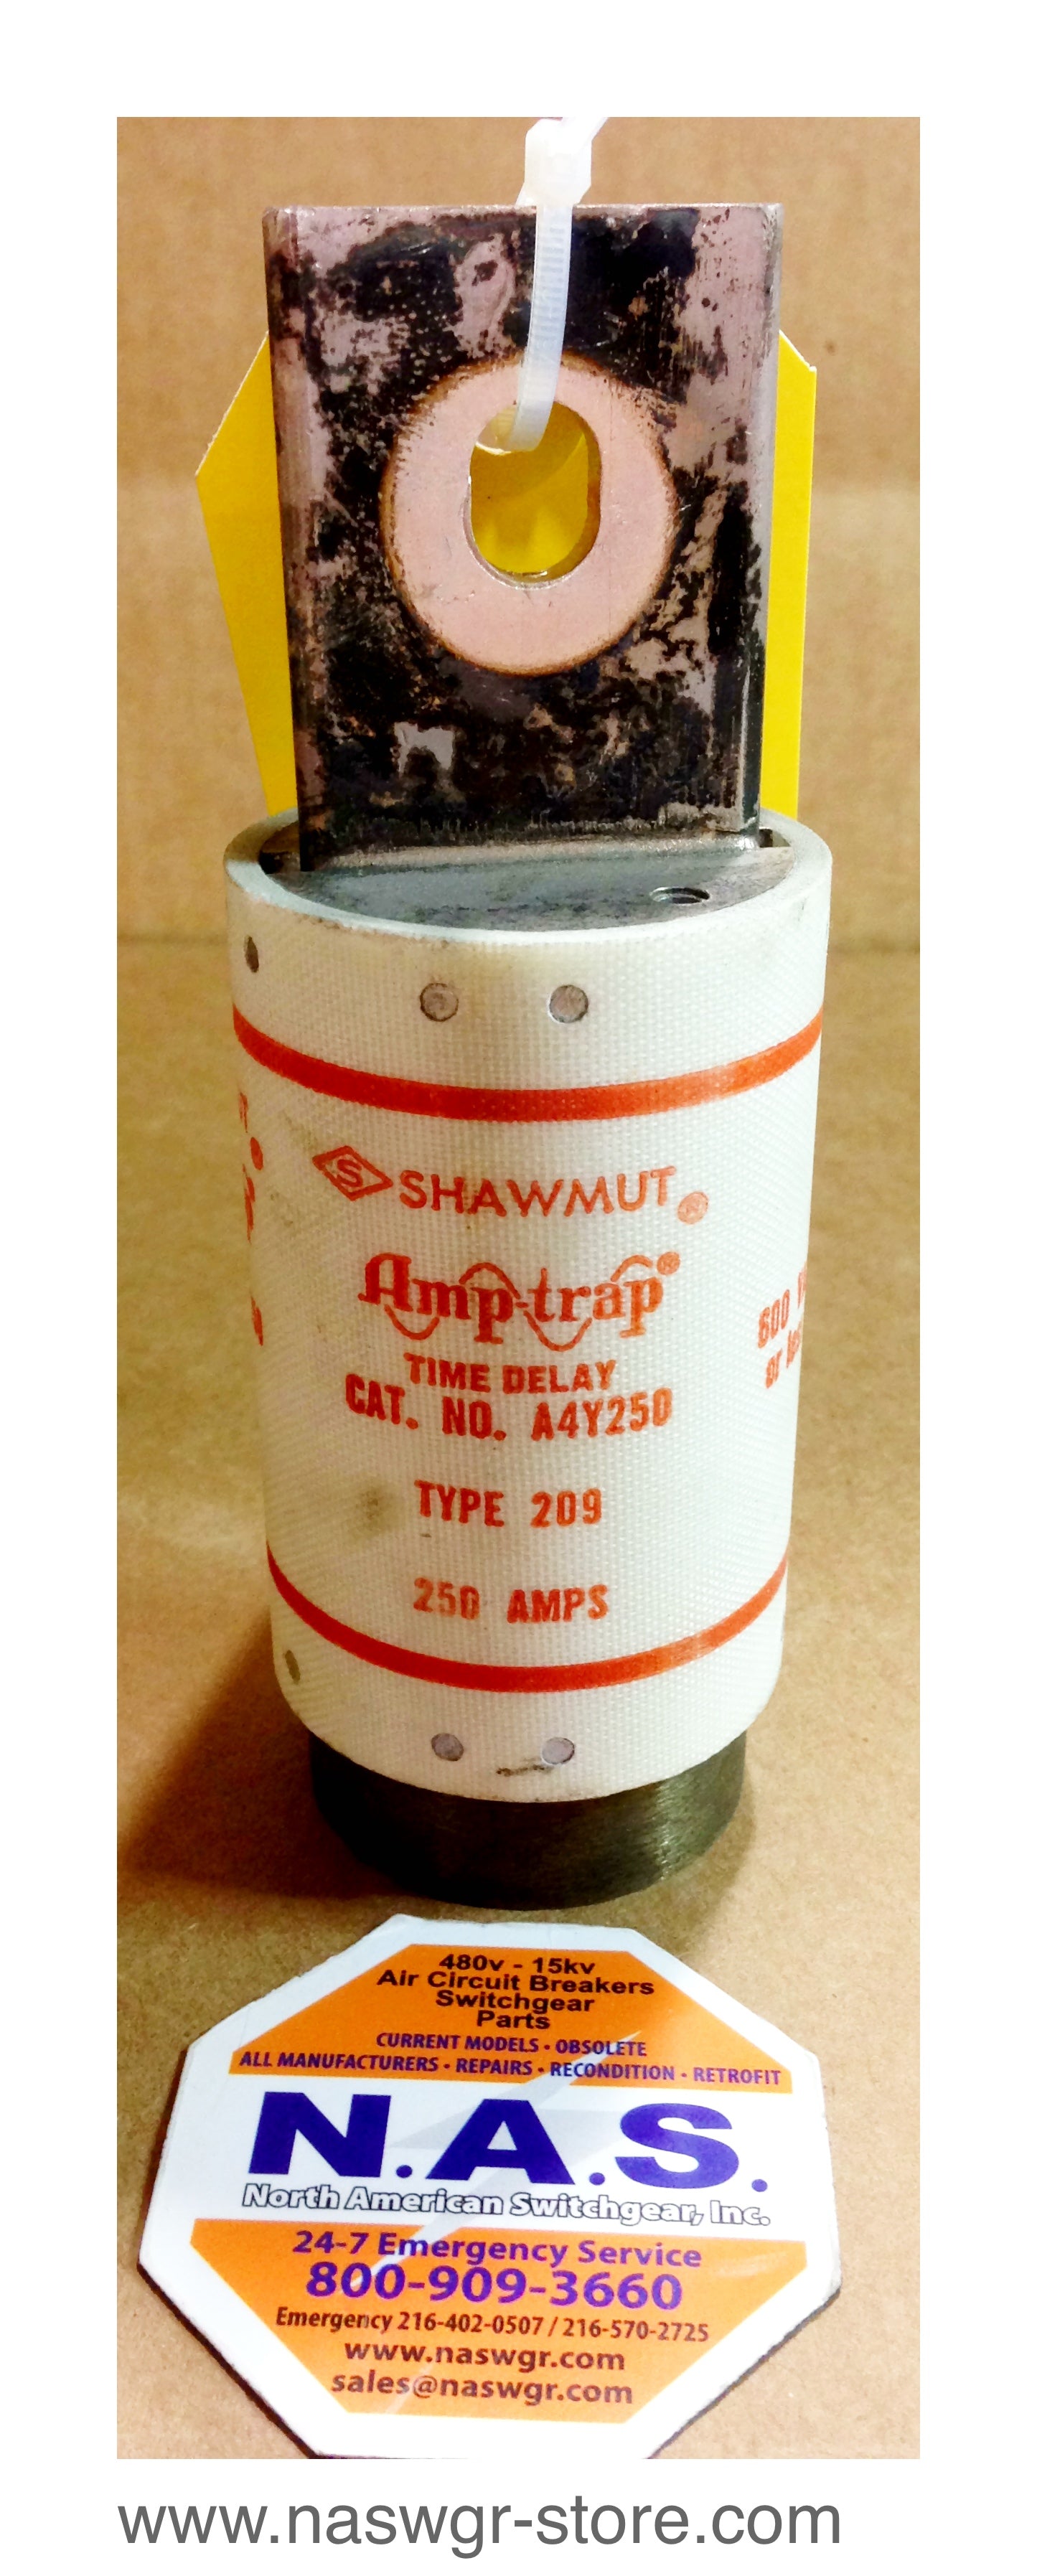 S SHAWMUT®
Amp-trap®
TIME DELAY
CAT. NO. A4Y250
TYPE 209
250 AMPS
600
or
480v - 15kv
Air Circuit Breakers
Switchgear
Parts
CURRENT MODELS • OBSOLETE
ALL MANUFACTURERS • REPAIRS • RECONDITION • RETROFIT
N.A.S.
North American Switchgear, Inc.
24-7 Emergency Service
800-909-3660
Emergency 216-402-0507 / 216-570-2725
www.naswgr.com
sales@naswgr.com
www.naswgr-store.com